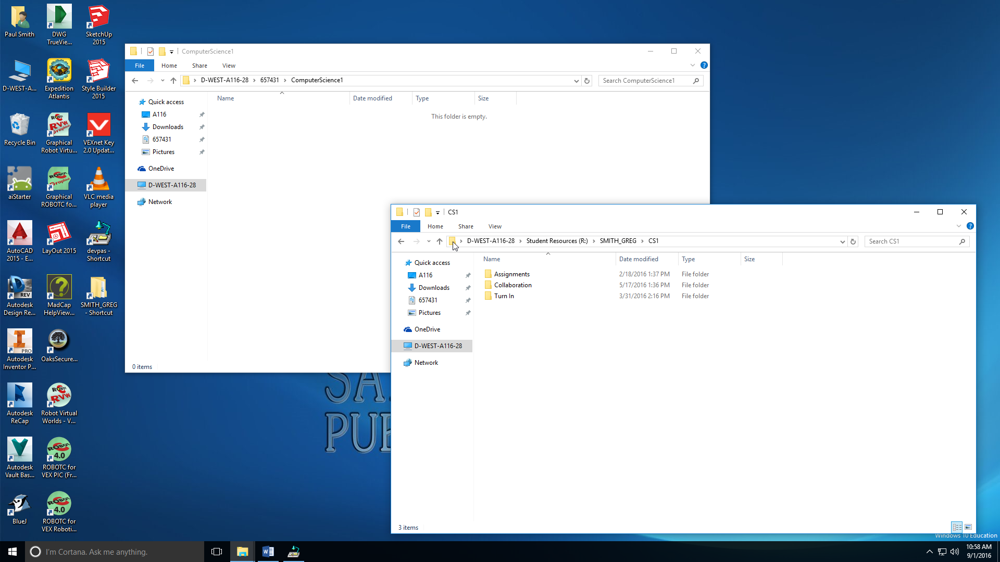 Paul Smith
DWG
TrueVie...
SketchUp
2015
D-WEST-A...
Expedition
Atlantis
Style Builder
2015
Recycle Bin
Graphical
Robot Virtu...
VEXnet Key
2.0 Updat...
aiStarter
Graphical
ROBOTC fo...
VLC media
player
AutoCAD
2015 - E...
LayOut 2015
devpas -
Shortcut
Autodesk
Design Re...
MadCap
HelpView...
SMITH_GREG
- Shortcut
Autodesk
Inventor P...
OaksSecure...
Autodesk
ReCap
Robot Virtual
Worlds - V...
Autodesk
Vault Bas...
ROBOTC for
VEX PIC (Fr...
BlueJ
ROBOTC for
VEX Roboti...
ComputerScience1
File Home Share View
D-WEST-A116-28 > 657431 > ComputerScience1
Search ComputerScience1
Name Date modified Type Size
This folder is empty.
Quick access
A116
Downloads
657431
Pictures
OneDrive
D-WEST-A116-28
Network
0 items
CS1
File Home Share View
D-WEST-A116-28 > Student Resources (R:) > SMITH_GREG > CS1
Search CS1
Name Date modified Type Size
Assignments 2/18/2016 1:37 PM File folder
Collaboration 5/17/2016 1:36 PM File folder
Turn In 3/31/2016 2:16 PM File folder
Quick access
A116
Downloads
657431
Pictures
OneDrive
D-WEST-A116-28
Network
3 items
Windows 10 Education
I'm Cortana. Ask me anything.
10:58 AM
9/1/2016